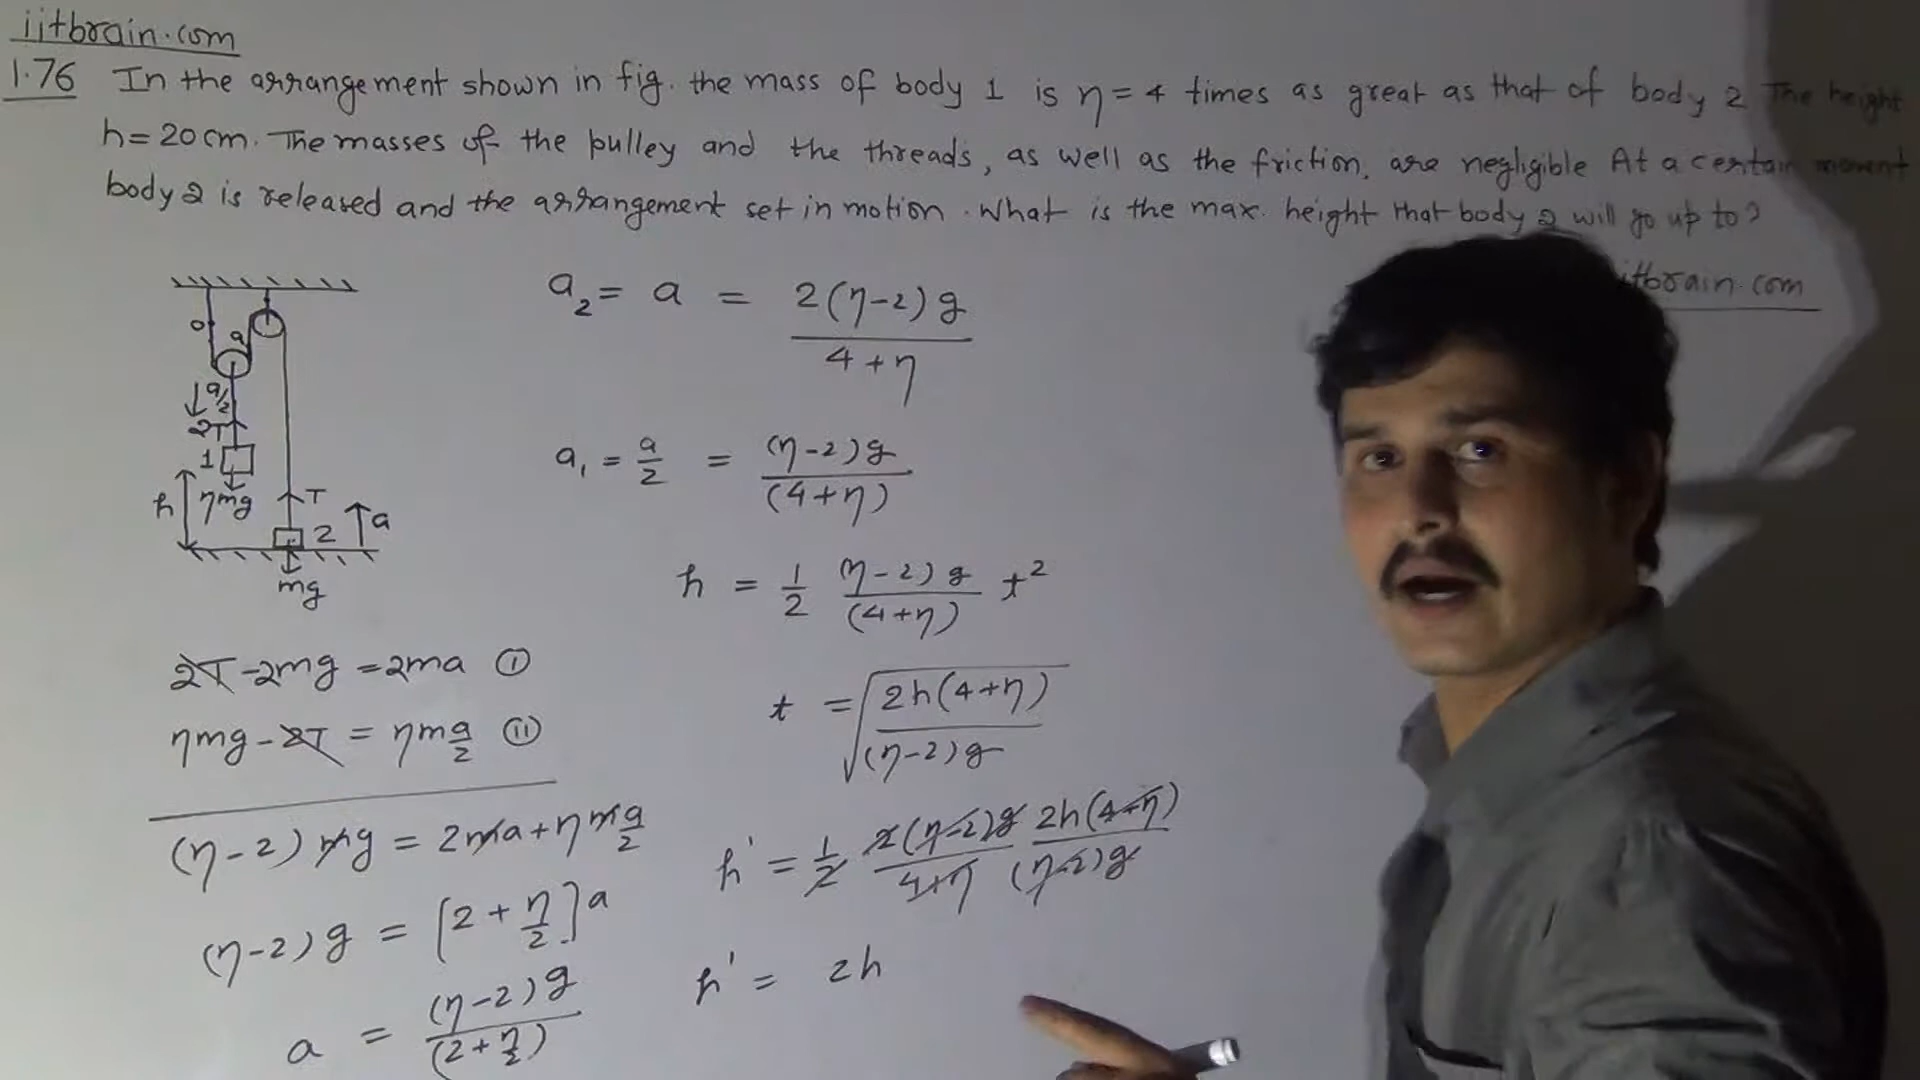 iitbrain.com
1.76 In the arrangement shown in fig. the mass of body 1 is η = 4 times as great as that of body 2 The height
h = 20 cm. The masses of the pulley and the threads, as well as the friction, are negligible At a certain moment
body 2 is released and the arrangement set in motion. What is the max. height that body 2 will go up to?
itbrain.com
0
a
a/2
2T
1
h
ηmg
T
2
a
mg
2T - 2mg = 2ma (I)
ηmg - 2T = ηm a/2 (II)
(η-2) mg = 2ma + ηm a/2
(η-2) g = [2 + η/2] a
a = (η-2) g / (2 + η/2)
a₂ = a = 2(η-2) g / 4+η
a₁ = a/2 = (η-2) g / (4+η)
h = 1/2 (η-2) g / (4+η) t²
t = √(2h(4+η) / (η-2) g)
h' = 1/2 2(η-2) g / 4+η 2h(4+η) / (η-2) g
h' = 2h